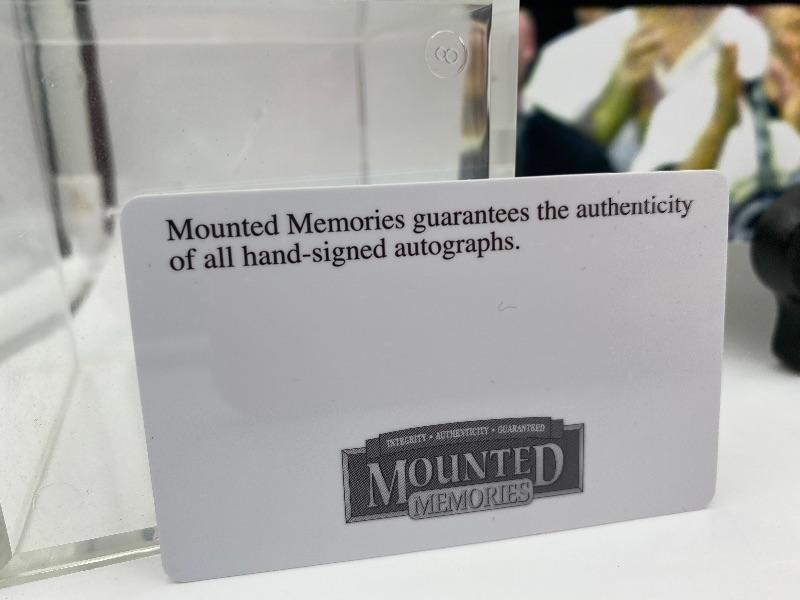 Mounted Memories guarantees the authenticity
of all hand-signed autographs.
INTEGRITY • AUTHENTICITY • GUARANTEED
MOUNTED
MEMORIES